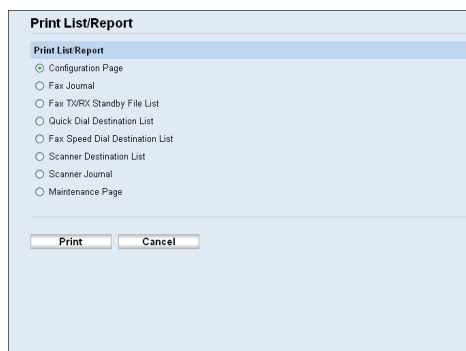 Print List/Report
Print List/Report
Configuration Page
Fax Journal
Fax TX/RX Standby File List
Quick Dial Destination List
Fax Speed Dial Destination List
Scanner Destination List
Scanner Journal
Maintenance Page
Print Cancel